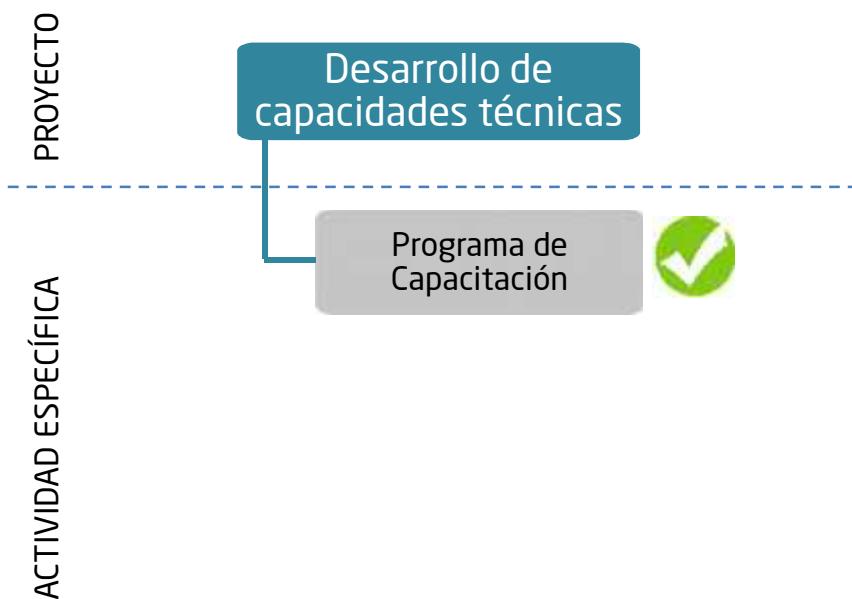 PROYECTO
Desarrollo de
capacidades técnicas
ACTIVIDAD ESPECÍFICA
Programa de
Capacitación